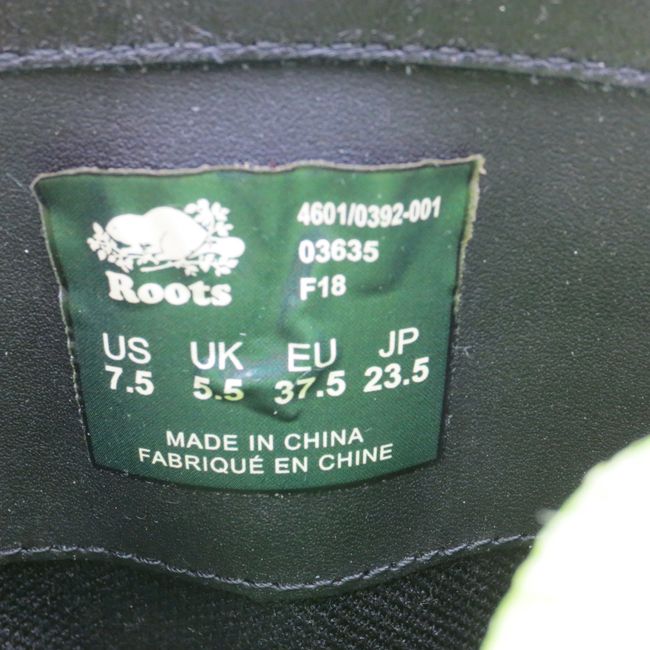 Roots
4601/0392-001
03635
F18
US UK EU JP
7.5 5.5 37.5 23.5
MADE IN CHINA
FABRIQUÉ EN CHINE